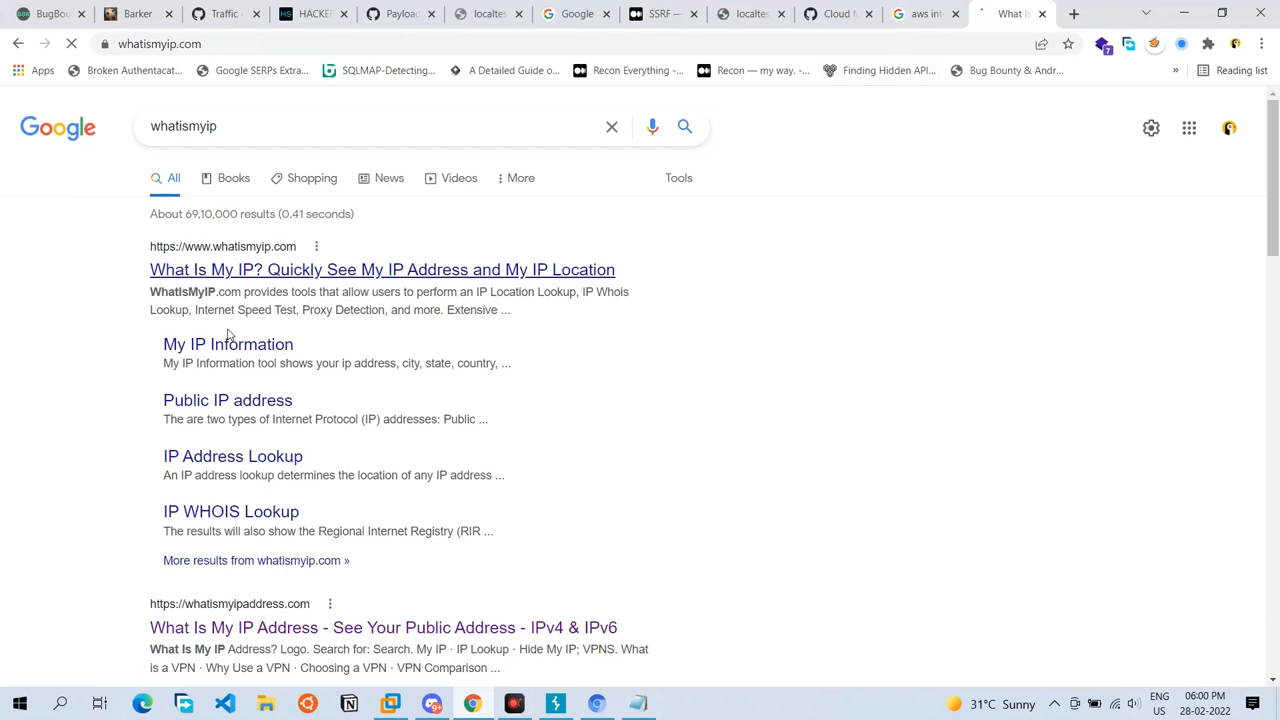 BugBou
Barker
Traffic -
HACKE
Payload
localtes
Google
SSRF –
localtes
Cloud M
aws int
What Is
whatismyip.com
7
Apps
Broken Authentacat...
Google SERPs Extra...
SQLMAP-Detecting...
A Detailed Guide o...
Recon Everything -...
Recon — my way. -...
Finding Hidden API...
Bug Bounty & Andr...
»
Reading list
Google
whatismyip
All
Books
Shopping
News
Videos
More
Tools
About 69,10,000 results (0.41 seconds)
https://www.whatismyip.com
What Is My IP? Quickly See My IP Address and My IP Location
WhatIsMyIP.com provides tools that allow users to perform an IP Location Lookup, IP Whois
Lookup, Internet Speed Test, Proxy Detection, and more. Extensive ...
My IP Information
My IP Information tool shows your ip address, city, state, country, ...
Public IP address
The are two types of Internet Protocol (IP) addresses: Public ...
IP Address Lookup
An IP address lookup determines the location of any IP address ...
IP WHOIS Lookup
The results will also show the Regional Internet Registry (RIR ...
More results from whatismyip.com »
https://whatismyipaddress.com
What Is My IP Address - See Your Public Address - IPv4 & IPv6
What Is My IP Address? Logo. Search for: Search. My IP · IP Lookup · Hide My IP; VPNS. What
is a VPN · Why Use a VPN · Choosing a VPN · VPN Comparison ...
31°C Sunny
ENG
US
06:00 PM
28-02-2022